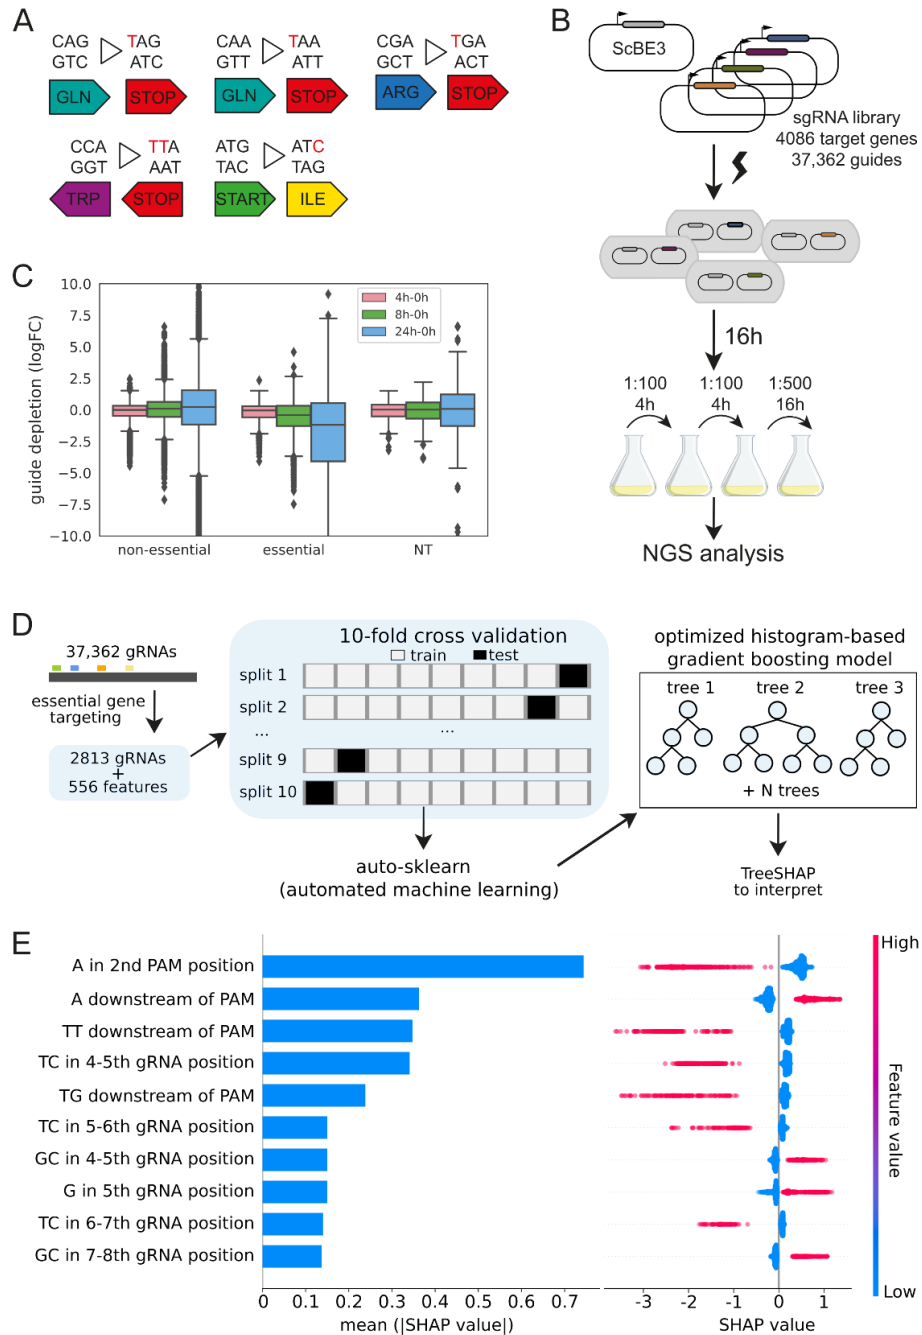 A
CAG
GTC
TAG
ATC
GLN
STOP
CAA
GTT
TAA
ATT
GLN
STOP
CGA
GCT
TGA
ACT
ARG
STOP
CCA
GGT
TTA
AAT
TRP
STOP
ATG
TAC
ATC
TAG
START
ILE
B
ScBE3
sgRNA library
4086 target genes
37,362 guides
16h
1:100
4h
1:100
4h
1:500
16h
NGS analysis
C
guide depletion (logFC)
10.0
7.5
5.0
2.5
0.0
−2.5
−5.0
−7.5
−10.0
4h-0h
8h-0h
24h-0h
non-essential
essential
NT
D
37,362 gRNAs
essential gene
targeting
2813 gRNAs
+
556 features
10-fold cross validation
train
test
split 1
split 2
...
...
split 9
split 10
auto-sklearn
(automated machine learning)
optimized histogram-based
gradient boosting model
tree 1
tree 2
tree 3
+ N trees
TreeSHAP
to interpret
E
A in 2nd PAM position
A downstream of PAM
TT downstream of PAM
TC in 4-5th gRNA position
TG downstream of PAM
TC in 5-6th gRNA position
GC in 4-5th gRNA position
G in 5th gRNA position
TC in 6-7th gRNA position
GC in 7-8th gRNA position
0 0.1 0.2 0.3 0.4 0.5 0.6 0.7
mean (|SHAP value|)
-3 -2 -1 0 1
SHAP value
High
Feature value
Low